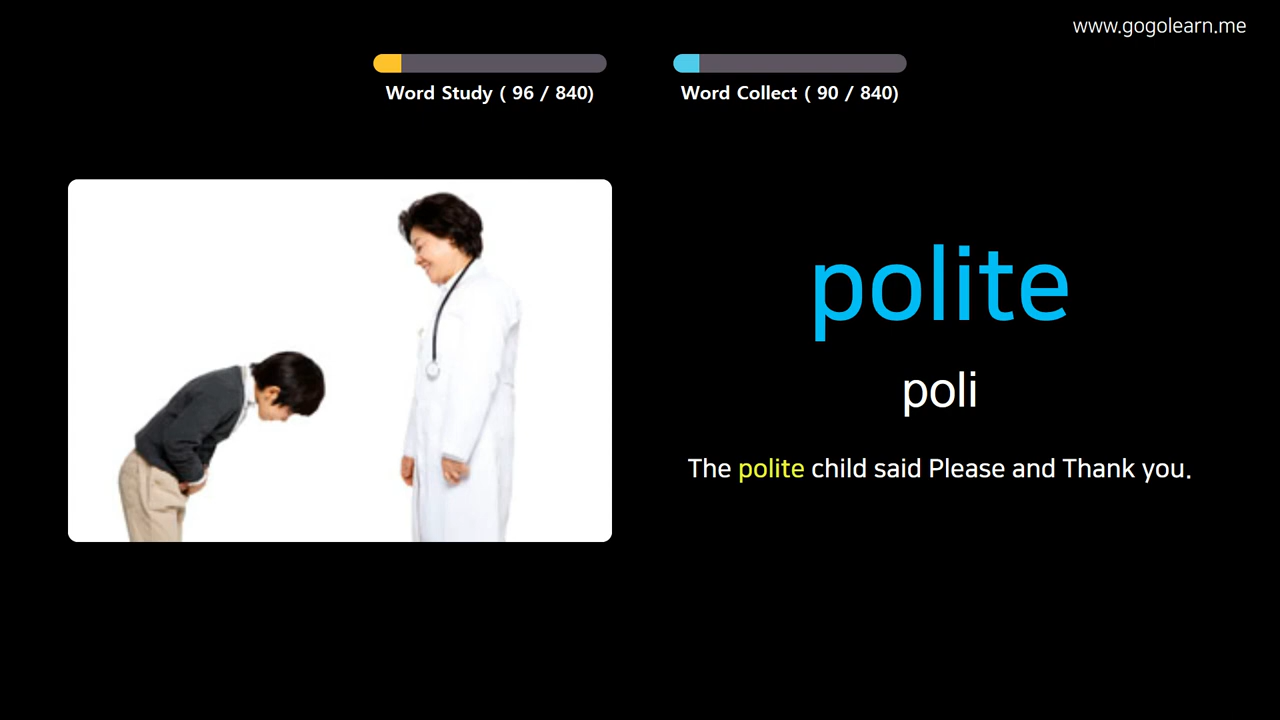 www.gogolearn.me
Word Study ( 96 / 840)
Word Collect ( 90 / 840)
polite
poli
The polite child said Please and Thank you.